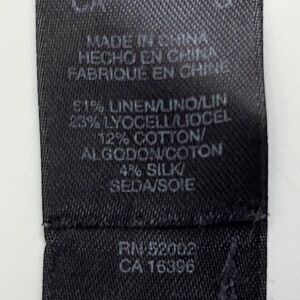 MADE IN CHINA
HECHO EN CHINA
FABRIQUE EN CHINE
61% LINEN/LINO/LIN
23% LYOCELL/LIOCEL
12% COTTON/
ALGODON/COTON
4% SILK/
SEDA/SOIE
RN 52002
CA 16396